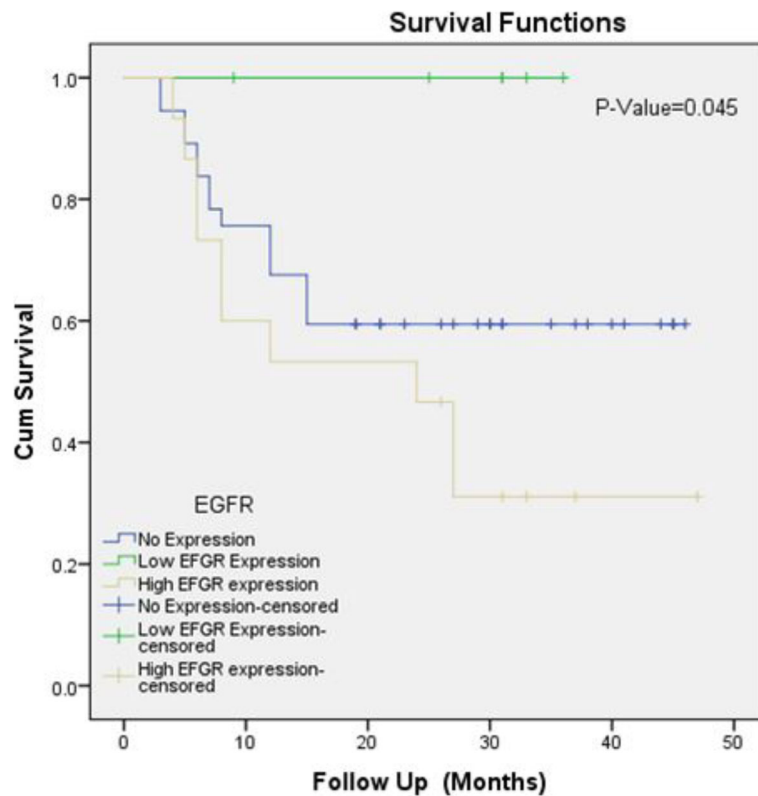 Survival Functions
P-Value=0.045
Cum Survival
1.0
0.8
0.6
0.4
0.2
0.0
EGFR
No Expression
Low EFGR Expression
High EFGR expression
No Expression-censored
Low EFGR Expression-
censored
High EFGR expression-
censored
0 10 20 30 40 50
Follow Up (Months)